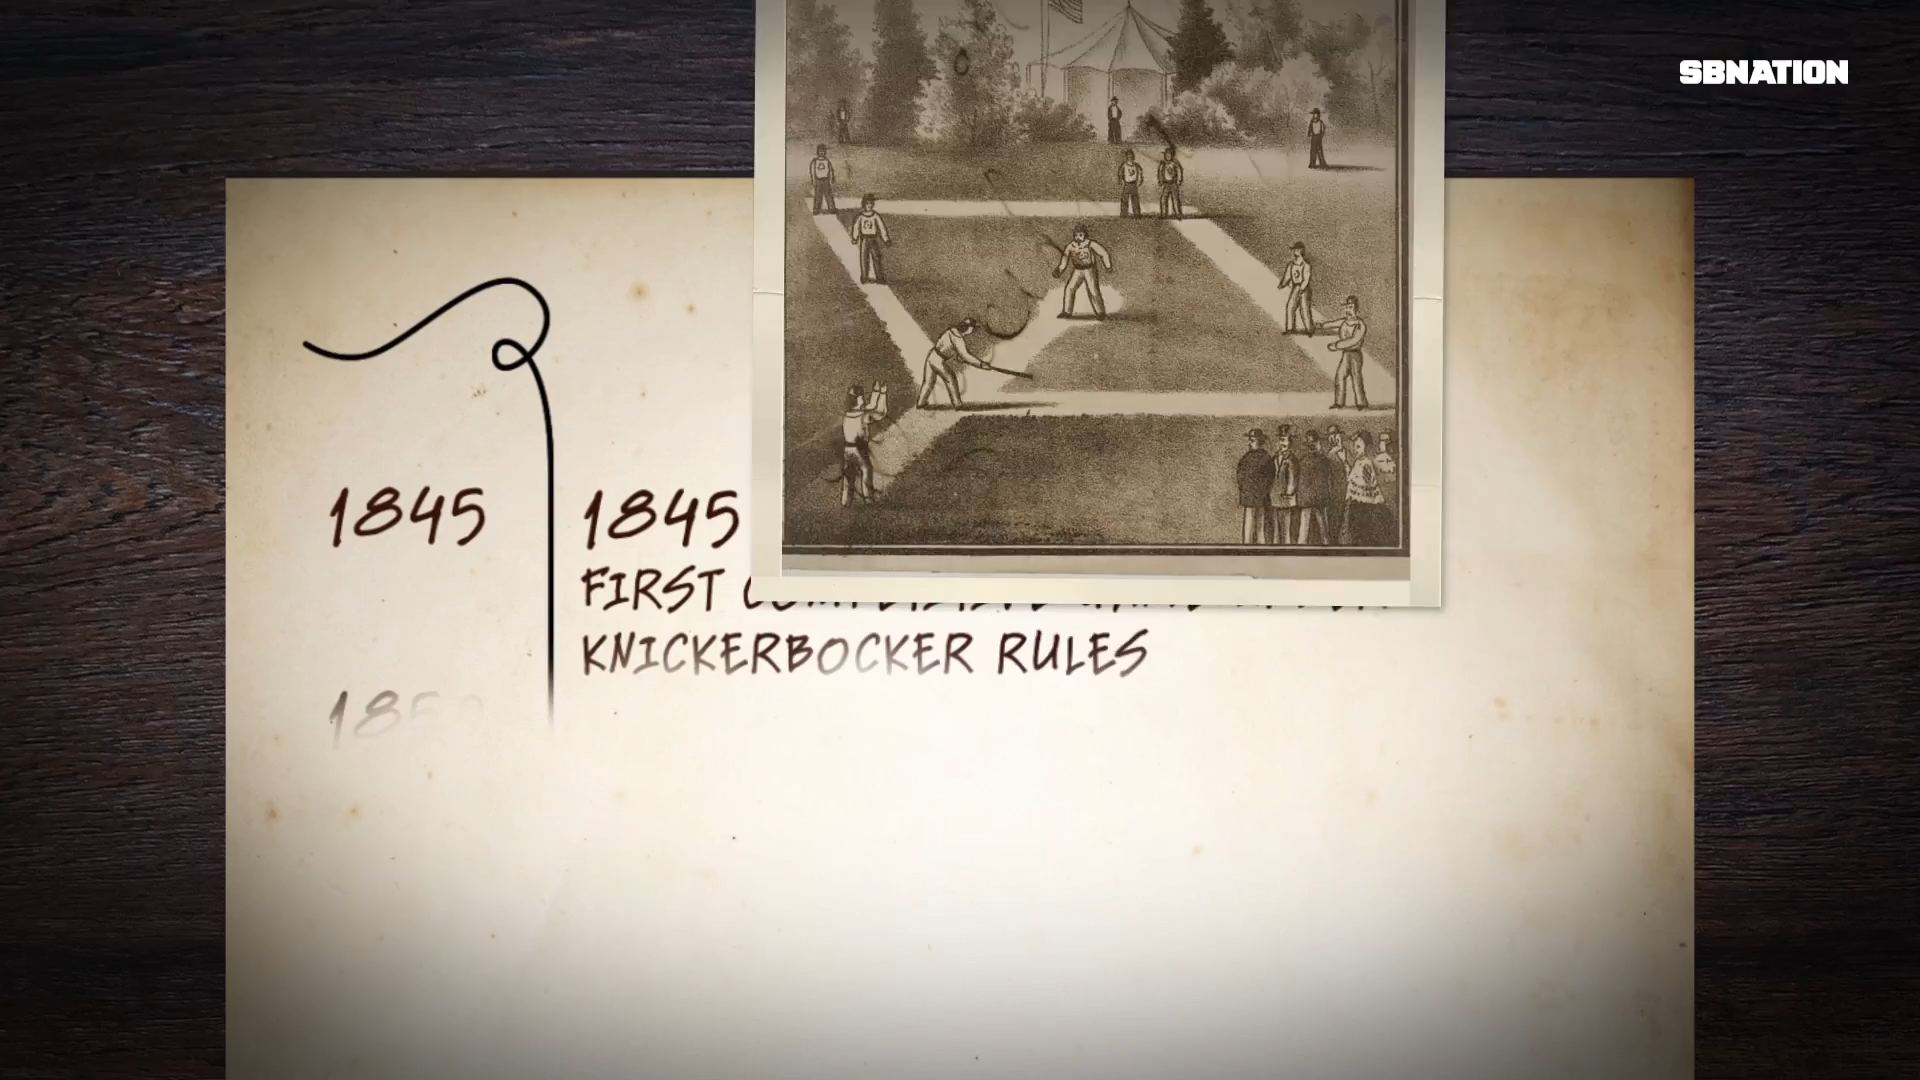 SBNATION
1845
1845
FIRST
KNICKERBOCKER RULES